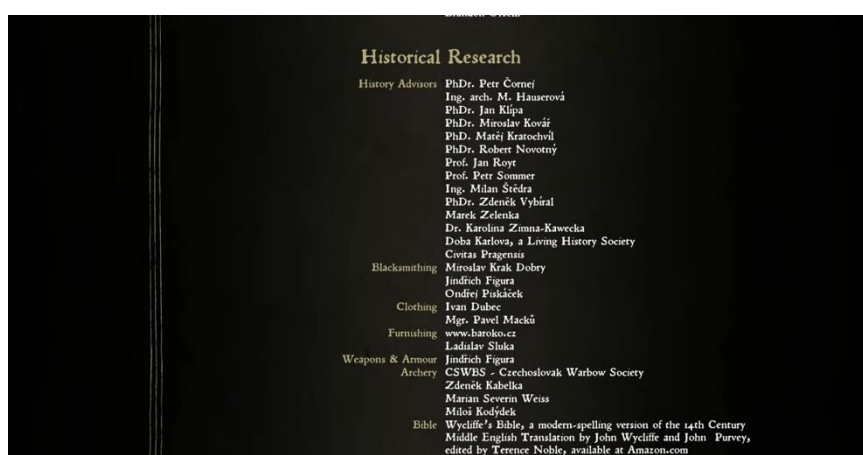 Historical Research
History Advisors PhDr. Petr Čornej
Ing. arch. M. Hauserová
PhDr. Jan Klípa
PhDr. Miroslav Kovář
PhD. Matěj Kratochvíl
PhDr. Robert Novotný
Prof. Jan Royt
Prof. Petr Sommer
Ing. Milan Štědra
PhDr. Zdeněk Vybíral
Marek Zelenka
Dr. Karolina Zimna-Kawecka
Doba Karlova, a Living History Society
Civitas Pragensis
Blacksmithing Miroslav Krak Dobry
Jindřich Figura
Ondřej Piskáček
Clothing Ivan Dubec
Mgr. Pavel Macků
Furnishing www.baroko.cz
Ladislav Sluka
Weapons & Armour Jindřich Figura
Archery CSWBS - Czechoslovak Warbow Society
Zdeněk Kabelka
Marian Severin Weiss
Miloš Kodýdek
Bible Wycliffe's Bible, a modern-spelling version of the 14th Century
Middle English Translation by John Wycliffe and John Purvey,
edited by Terence Noble, available at Amazon.com